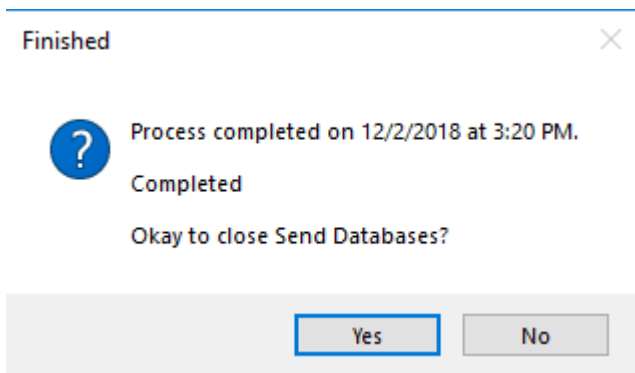 Finished
Process completed on 12/2/2018 at 3:20 PM.
Completed
Okay to close Send Databases?
Yes No